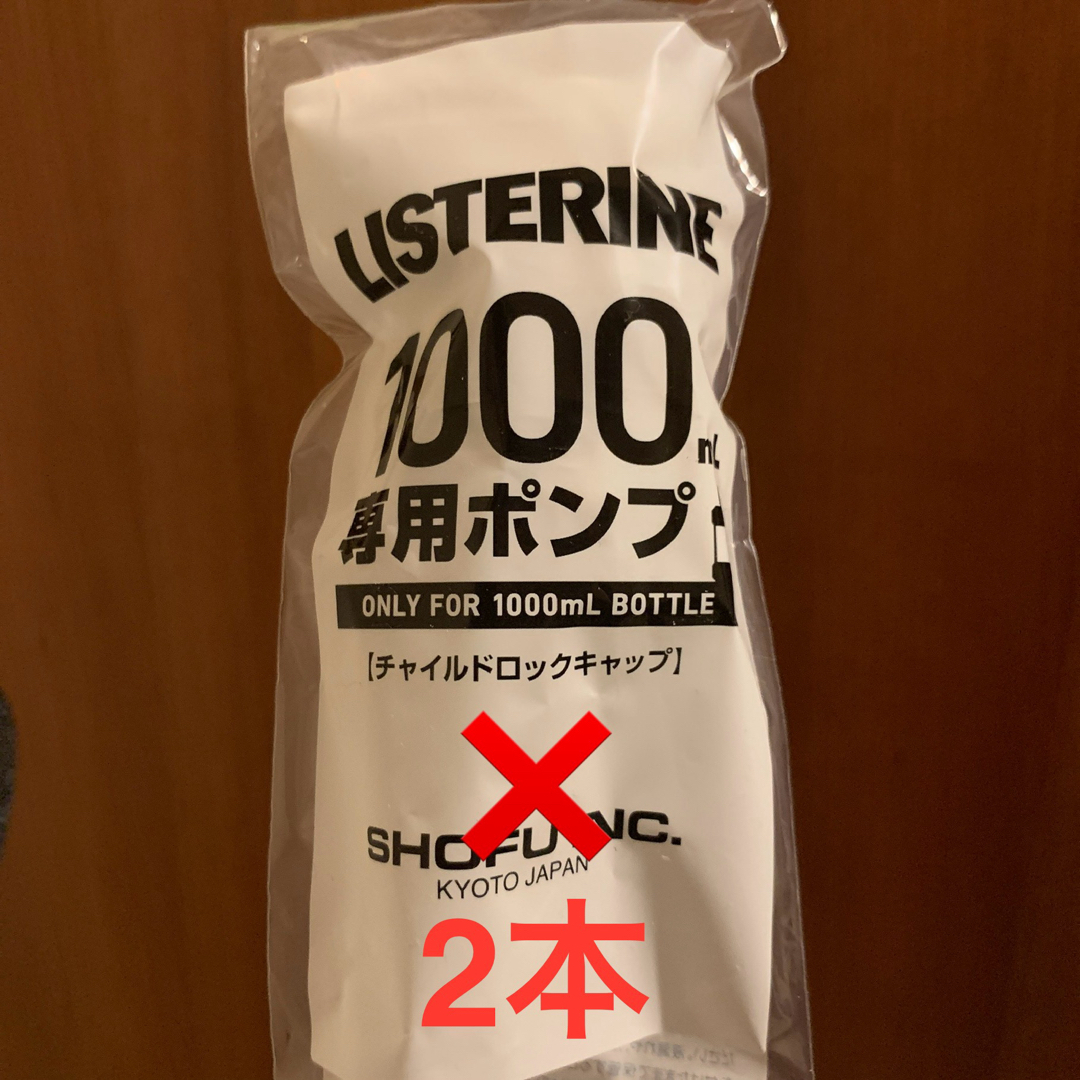 LISTERINE
1000mL
専用ポンプ
ONLY FOR 1000mL BOTTLE
【チャイルドロックキャップ】
❌
SHOFU INC.
KYOTO JAPAN
2本